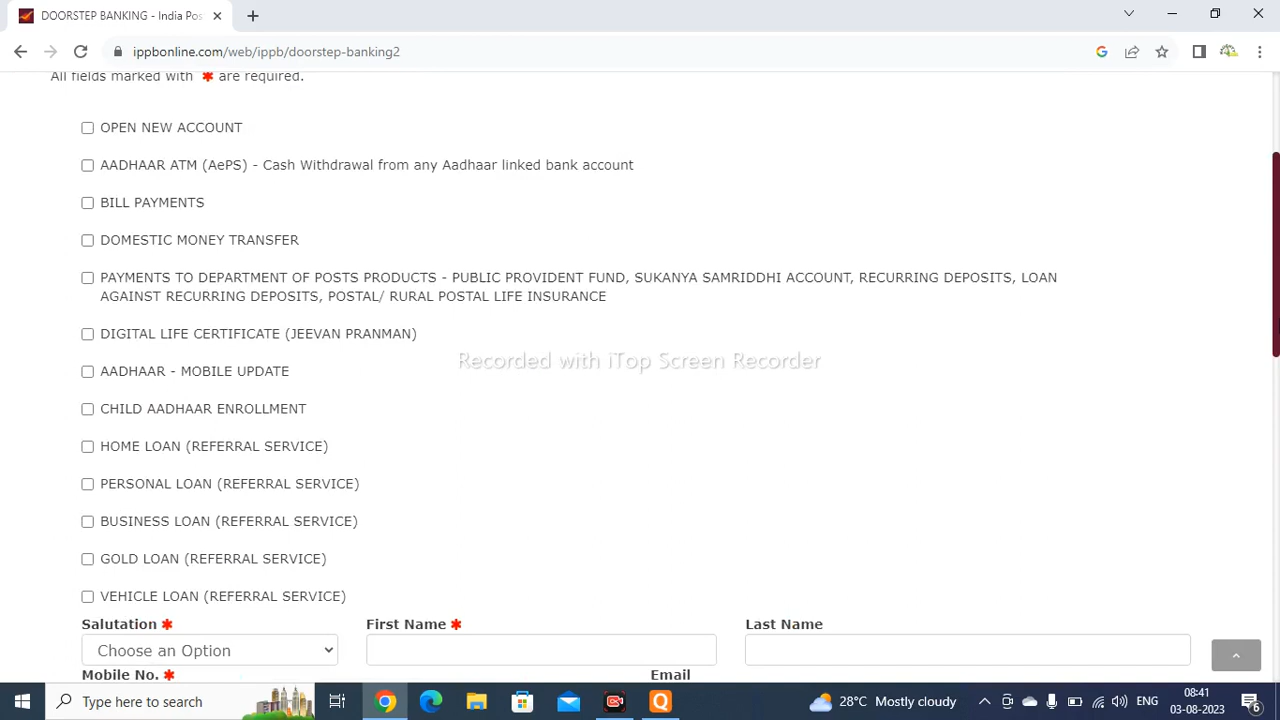 DOORSTEP BANKING - India Pos
ippbonline.com/web/ippb/doorstep-banking2
All fields marked with * are required.
OPEN NEW ACCOUNT
AADHAAR ATM (AePS) - Cash Withdrawal from any Aadhaar linked bank account
BILL PAYMENTS
DOMESTIC MONEY TRANSFER
PAYMENTS TO DEPARTMENT OF POSTS PRODUCTS - PUBLIC PROVIDENT FUND, SUKANYA SAMRIDDHI ACCOUNT, RECURRING DEPOSITS, LOAN
AGAINST RECURRING DEPOSITS, POSTAL/ RURAL POSTAL LIFE INSURANCE
DIGITAL LIFE CERTIFICATE (JEEVAN PRANMAN)
Recorded with iTop Screen Recorder
AADHAAR - MOBILE UPDATE
CHILD AADHAAR ENROLLMENT
HOME LOAN (REFERRAL SERVICE)
PERSONAL LOAN (REFERRAL SERVICE)
BUSINESS LOAN (REFERRAL SERVICE)
GOLD LOAN (REFERRAL SERVICE)
VEHICLE LOAN (REFERRAL SERVICE)
Salutation * First Name * Last Name
Choose an Option
Mobile No. * Email
Type here to search 28°C Mostly cloudy ENG 08:41
03-08-2023 6